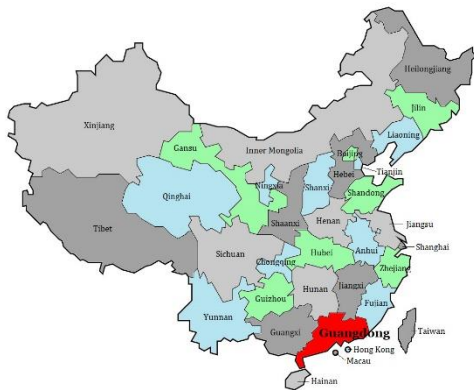 Heilongjiang
Jilin
Xinjiang
Liaoning
Gansu
Inner Mongolia
Beijing
Tianjin
Hebei
Ningxia
Shanxi
Shandong
Qinghai
Shaanxi
Henan
Jiangsu
Tibet
Shanghai
Sichuan
Hubei
Anhui
Chongqing
Zhejiang
Hunan
Jiangxi
Guizhou
Fujian
Yunnan
Guangxi
Guangdong
Taiwan
Hong Kong
Macau
Hainan